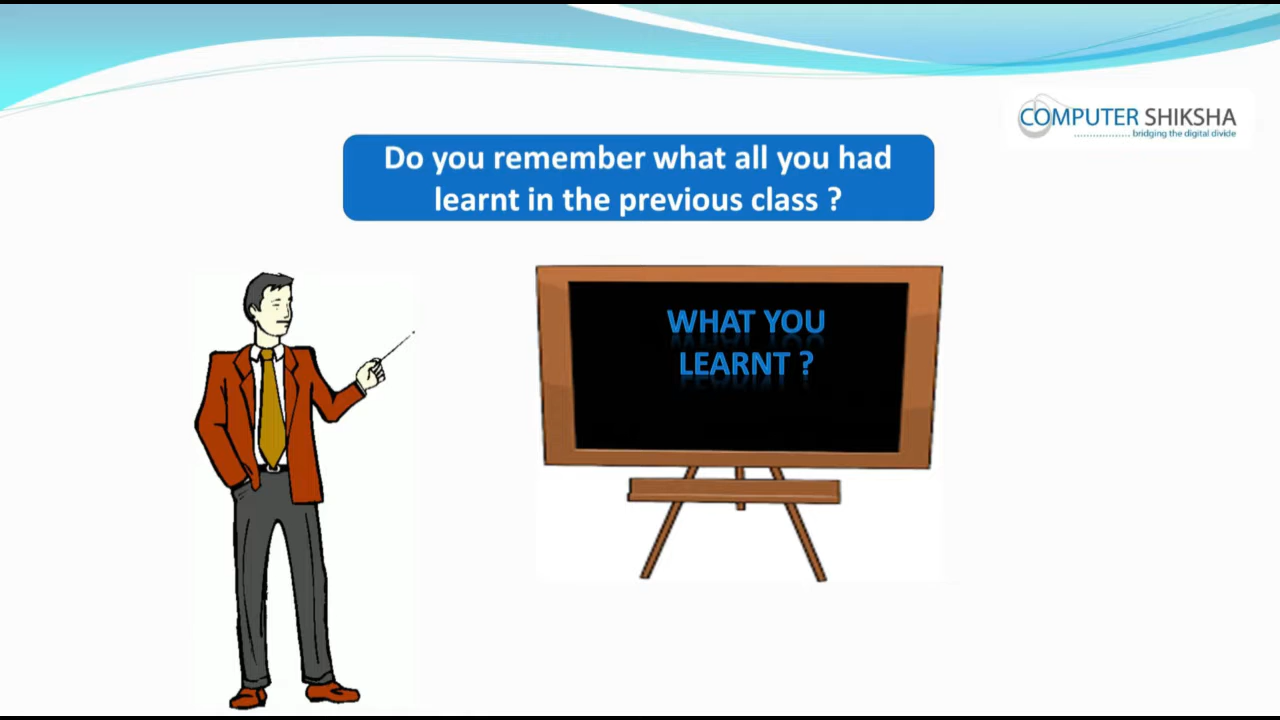 COMPUTER SHIKSHA
bridging the digital divide
Do you remember what all you had
learnt in the previous class ?
WHAT YOU
LEARNT ?